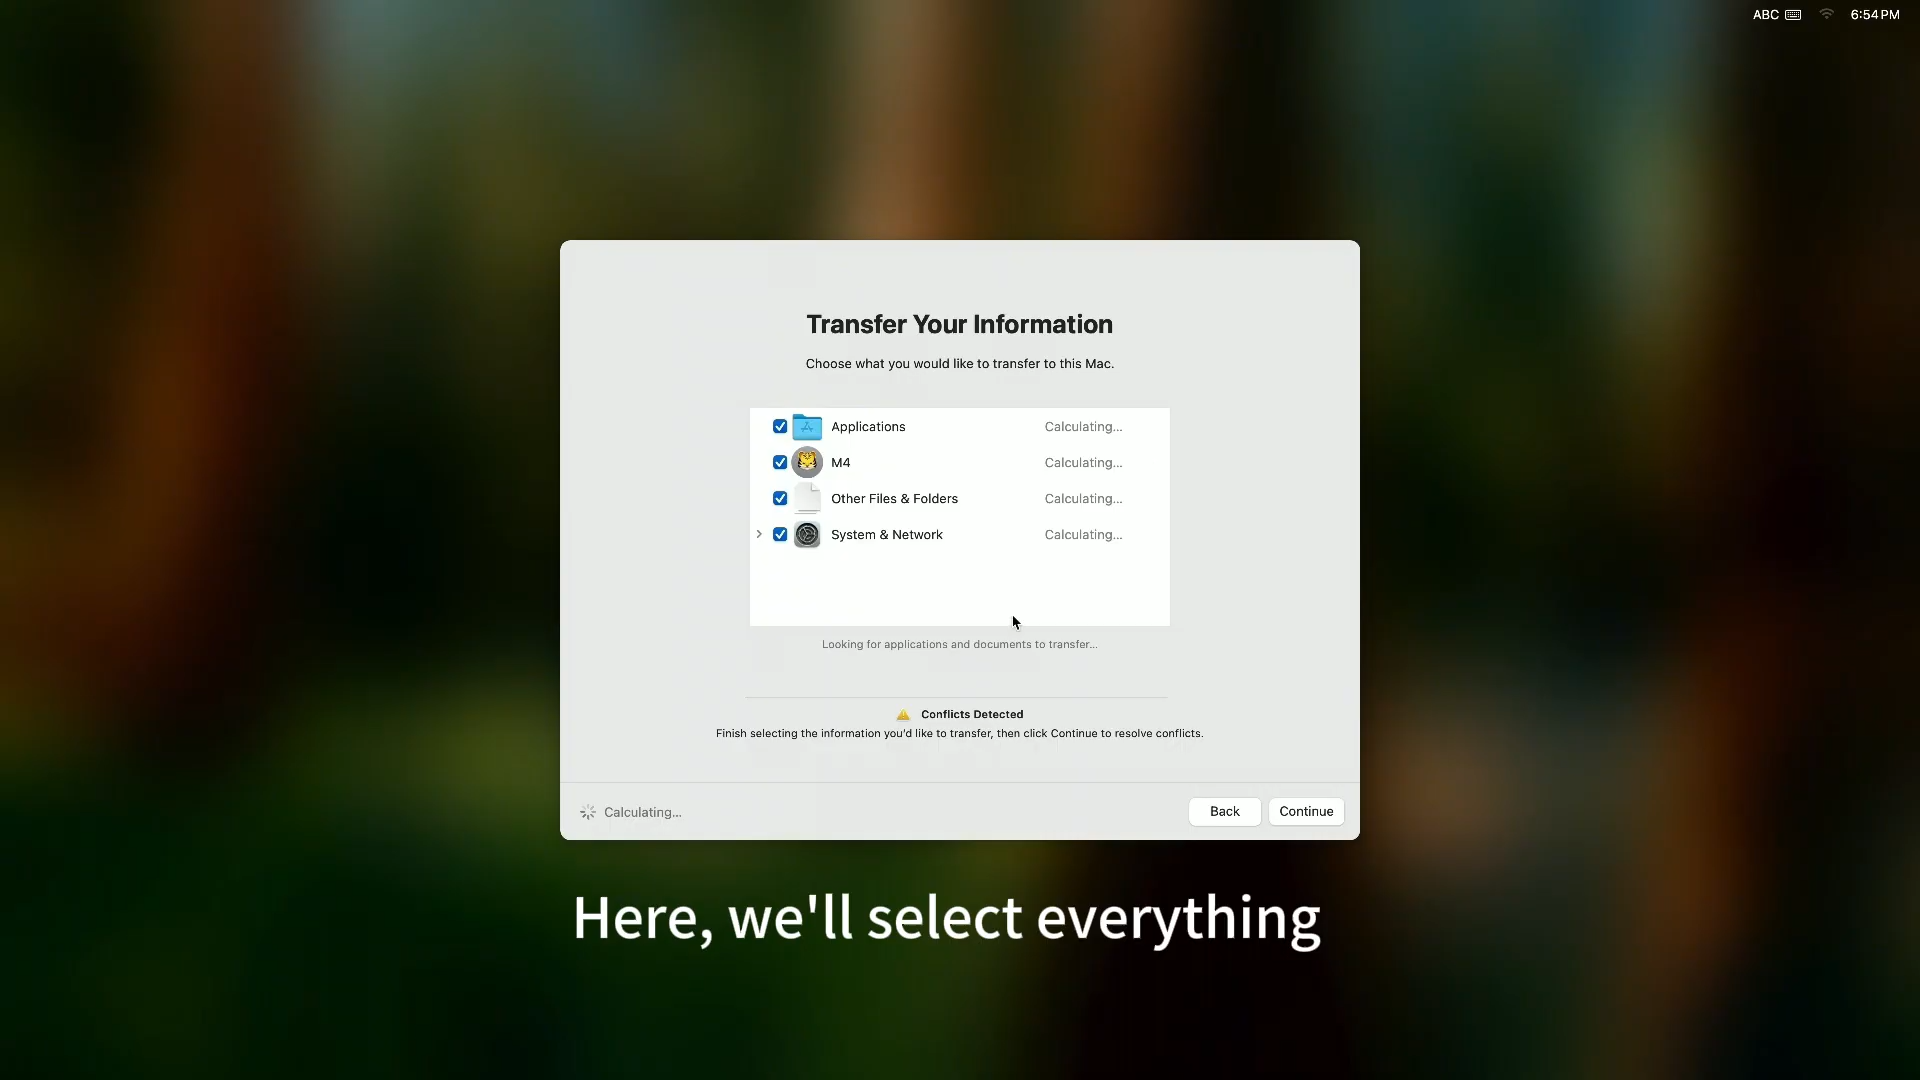 ABC
6:54 PM
Transfer Your Information
Choose what you would like to transfer to this Mac.
Applications Calculating...
M4 Calculating...
Other Files & Folders Calculating...
System & Network Calculating...
Looking for applications and documents to transfer...
Conflicts Detected
Finish selecting the information you'd like to transfer, then click Continue to resolve conflicts.
Calculating...
Back
Continue
Here, we'll select everything